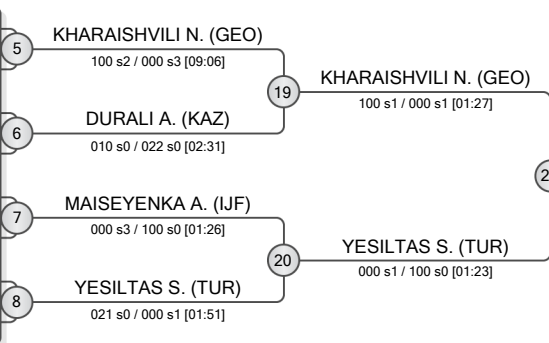 5
KHARAISHVILI N. (GEO)
100 s2 / 000 s3 [09:06]
19
KHARAISHVILI N. (GEO)
100 s1 / 000 s1 [01:27]
6
DURALI A. (KAZ)
010 s0 / 022 s0 [02:31]
7
MAISEYENKA A. (IJF)
000 s3 / 100 s0 [01:26]
20
YESILTAS S. (TUR)
000 s1 / 100 s0 [01:23]
8
YESILTAS S. (TUR)
021 s0 / 000 s1 [01:51]